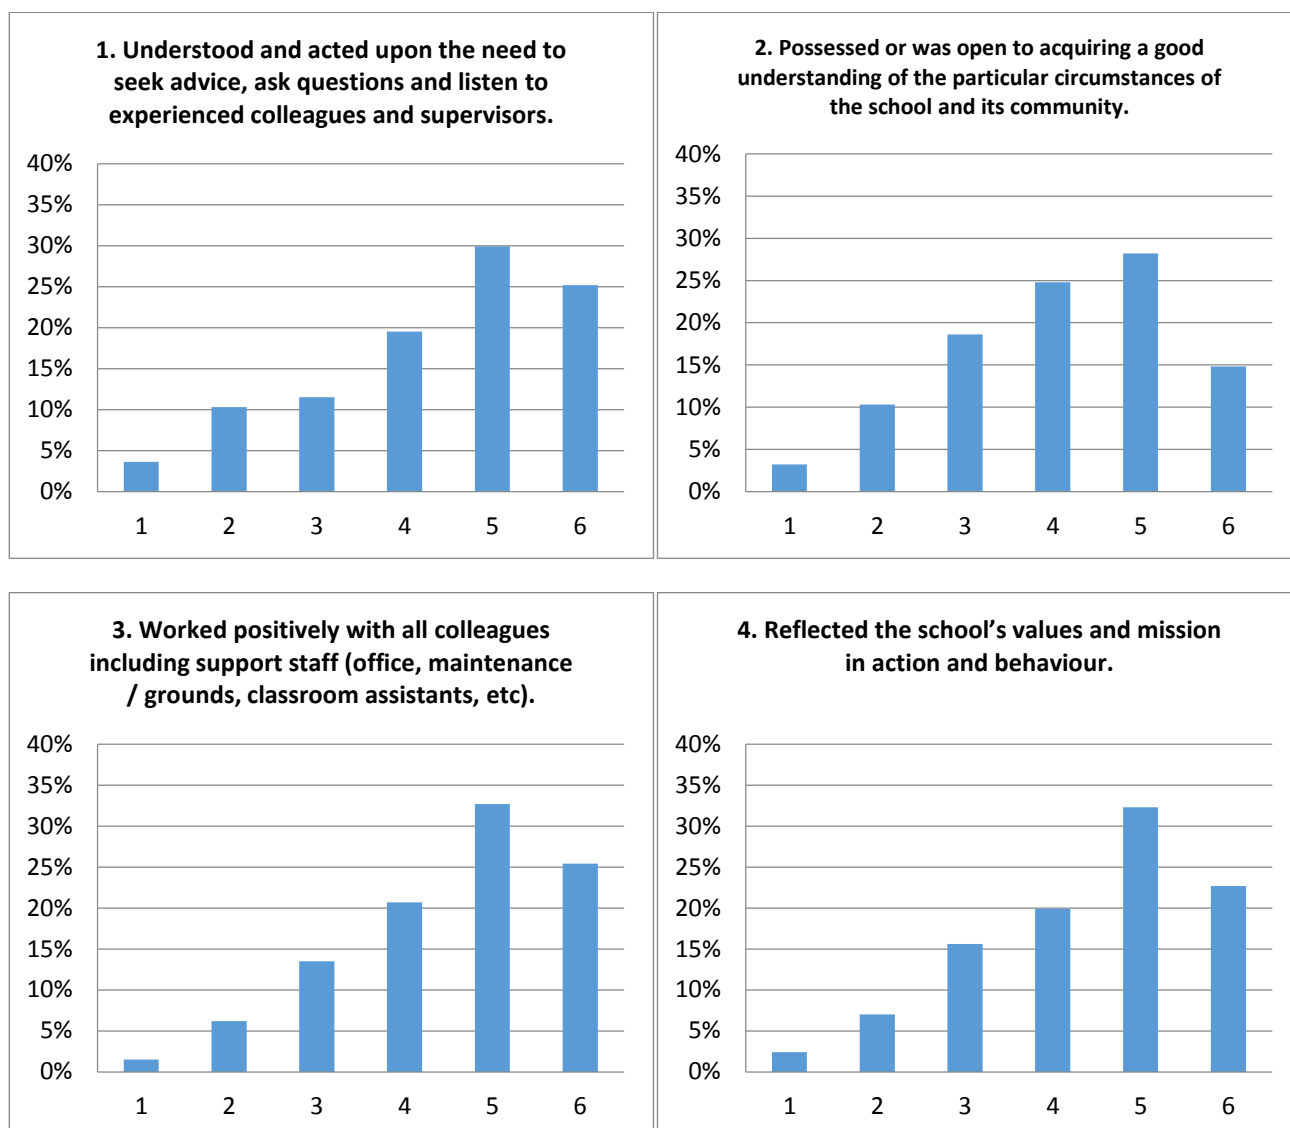 1. Understood and acted upon the need to
seek advice, ask questions and listen to
experienced colleagues and supervisors.
40%
35%
30%
25%
20%
15%
10%
5%
0%
1 2 3 4 5 6
2. Possessed or was open to acquiring a good
understanding of the particular circumstances of
the school and its community.
40%
35%
30%
25%
20%
15%
10%
5%
0%
1 2 3 4 5 6
3. Worked positively with all colleagues
including support staff (office, maintenance
/ grounds, classroom assistants, etc).
40%
35%
30%
25%
20%
15%
10%
5%
0%
1 2 3 4 5 6
4. Reflected the school’s values and mission
in action and behaviour.
40%
35%
30%
25%
20%
15%
10%
5%
0%
1 2 3 4 5 6